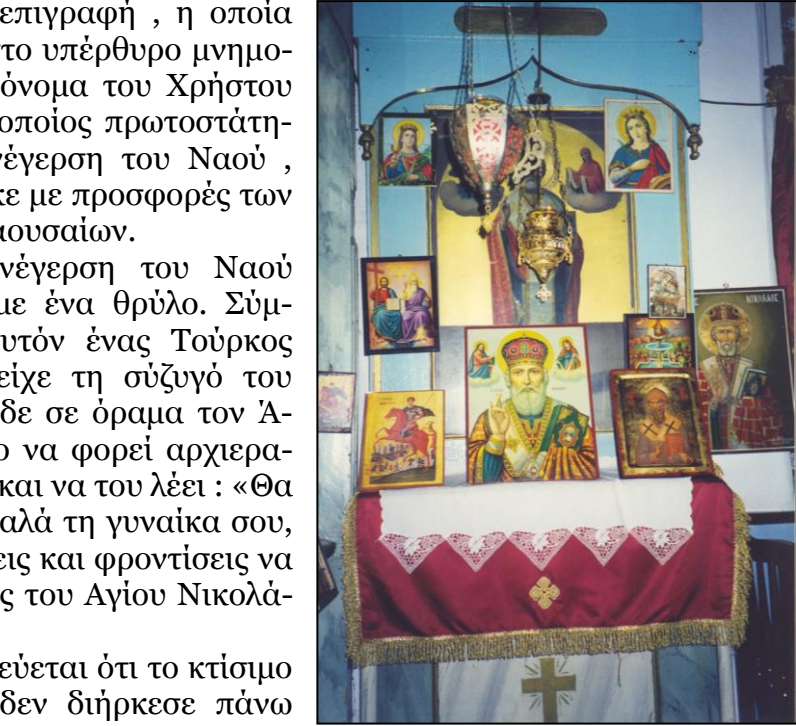 επιγραφή , η οποία
στο υπέρθυρο μνημο-
όνομα του Χρήστου
οποίος πρωτοστάτη-
νέγερση του Ναού ,
κε με προσφορές των
αουσαίων.
νέγερση του Ναού
με ένα θρύλο. Σύμ-
υτόν ένας Τούρκος
είχε τη σύζυγό του
δε σε όραμα τον Ά-
ο να φορεί αρχιερα-
και να του λέει : «Θα
αλά τη γυναίκα σου,
εις και φροντίσεις να
ς του Αγίου Νικολά-
εύεται ότι το κτίσιμο
δεν διήρκεσε πάνω
ΝΙΚΟΛΑΟΣ